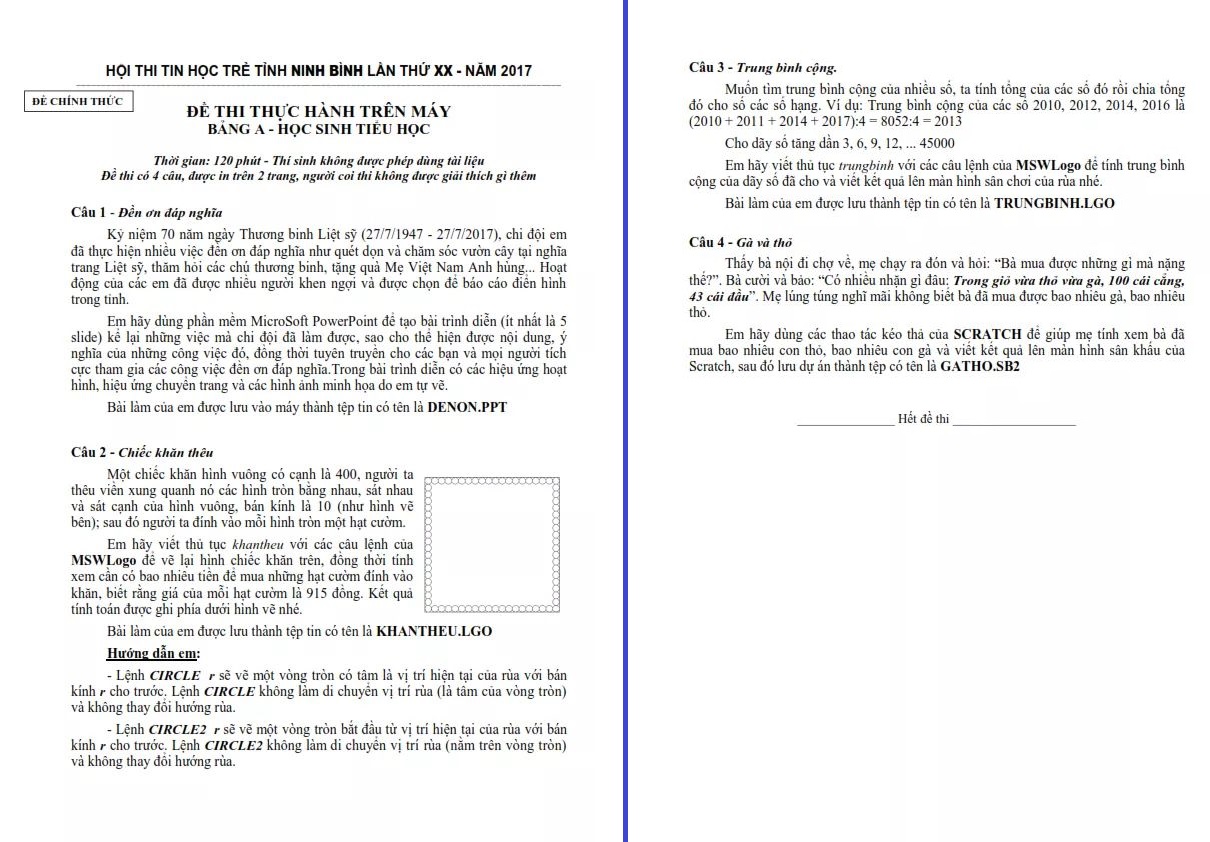 HỘI THI TIN HỌC TRẺ TỈNH NINH BÌNH LẦN THỨ XX - NĂM 2017
ĐỀ CHÍNH THỨC
ĐỀ THI THỰC HÀNH TRÊN MÁY
BẢNG A - HỌC SINH TIỂU HỌC
Thời gian: 120 phút - Thí sinh không được phép dùng tài liệu
Đề thi có 4 câu, được in trên 2 trang, người coi thi không được giải thích gì thêm
Câu 1 - Đền ơn đáp nghĩa
Kỷ niệm 70 năm ngày Thương binh Liệt sỹ (27/7/1947 - 27/7/2017), chi đội em
đã thực hiện nhiều việc đền ơn đáp nghĩa như quét dọn và chăm sóc vườn cây tại nghĩa
trang Liệt sỹ, thăm hỏi các chú thương binh, tặng quà Mẹ Việt Nam Anh hùng... Hoạt
động của các em đã được nhiều người khen ngợi và được chọn để báo cáo điển hình
trong tỉnh.
Em hãy dùng phần mềm MicroSoft PowerPoint để tạo bài trình diễn (ít nhất là 5
slide) kể lại những việc mà chi đội đã làm được, sao cho thể hiện được nội dung, ý
nghĩa của những công việc đó, đồng thời tuyên truyền cho các bạn và mọi người tích
cực tham gia các công việc đền ơn đáp nghĩa.Trong bài trình diễn có các hiệu ứng hoạt
hình, hiệu ứng chuyển trang và các hình ảnh minh họa do em tự vẽ.
Bài làm của em được lưu vào máy thành tệp tin có tên là DENON.PPT
Câu 2 - Chiếc khăn thêu
Một chiếc khăn hình vuông có cạnh là 400, người ta
thêu viền xung quanh nó các hình tròn bằng nhau, sát nhau
và sát cạnh của hình vuông, bán kính là 10 (như hình vẽ
bên); sau đó người ta đính vào mỗi hình tròn một hạt cườm.
Em hãy viết thủ tục khantheu với các câu lệnh của
MSWLogo để vẽ lại hình chiếc khăn trên, đồng thời tính
xem cần có bao nhiêu tiền để mua những hạt cườm đính vào
khăn, biết rằng giá của mỗi hạt cườm là 915 đồng. Kết quả
tính toán được ghi phía dưới hình vẽ nhé.
Bài làm của em được lưu thành tệp tin có tên là KHANTHEU.LGO
Hướng dẫn em:
- Lệnh CIRCLE r sẽ vẽ một vòng tròn có tâm là vị trí hiện tại của rùa với bán
kính r cho trước. Lệnh CIRCLE không làm di chuyển vị trí rùa (là tâm của vòng tròn)
và không thay đổi hướng rùa.
- Lệnh CIRCLE2 r sẽ vẽ một vòng tròn bắt đầu từ vị trí hiện tại của rùa với bán
kính r cho trước. Lệnh CIRCLE2 không làm di chuyển vị trí rùa (nằm trên vòng tròn)
và không thay đổi hướng rùa.
Câu 3 - Trung bình cộng.
Muốn tìm trung bình cộng của nhiều số, ta tính tổng của các số đó rồi chia tổng
đó cho số các số hạng. Ví dụ: Trung bình cộng của các số 2010, 2012, 2014, 2016 là
(2010 + 2011 + 2014 + 2017):4 = 8052:4 = 2013
Cho dãy số tăng dần 3, 6, 9, 12, ... 45000
Em hãy viết thủ tục trungbinh với các câu lệnh của MSWLogo để tính trung bình
cộng của dãy số đã cho và viết kết quả lên màn hình sân chơi của rùa nhé.
Bài làm của em được lưu thành tệp tin có tên là TRUNGBINH.LGO
Câu 4 - Gà và thỏ
Thấy bà nội đi chợ về, mẹ chạy ra đón và hỏi: “Bà mua được những gì mà nặng
thế?”. Bà cười và bảo: “Có nhiều nhặn gì đâu: Trong giỏ vừa thỏ vừa gà, 100 cái cẳng,
43 cái đầu”. Mẹ lúng túng nghĩ mãi không biết bà đã mua được bao nhiêu gà, bao nhiêu
thỏ.
Em hãy dùng các thao tác kéo thả của SCRATCH để giúp mẹ tính xem bà đã
mua bao nhiêu con thỏ, bao nhiêu con gà và viết kết quả lên màn hình sân khấu của
Scratch, sau đó lưu dự án thành tệp có tên là GATHO.SB2
Hết đề thi